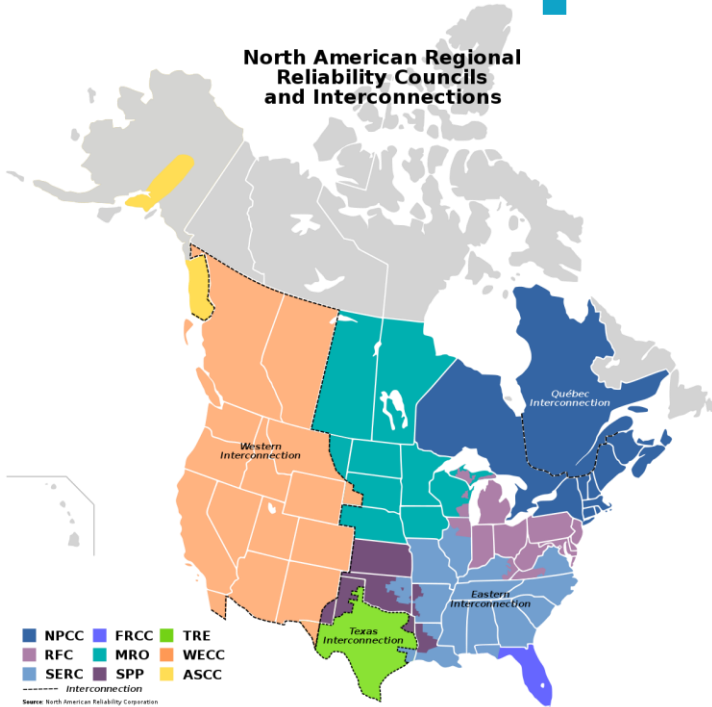 North American Regional
Reliability Councils
and Interconnections
Québec
Interconnection
Western
Interconnection
Eastern
Interconnection
Texas
Interconnection
NPCC FRCC TRE
RFC MRO WECC
SERC SPP ASCC
Interconnection
Source: North American Reliability Corporation